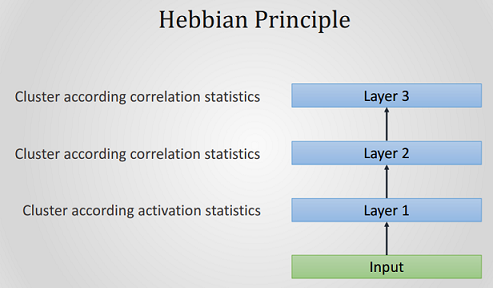 Hebbian Principle
Cluster according correlation statistics
Layer 3
Cluster according correlation statistics
Layer 2
Cluster according activation statistics
Layer 1
Input